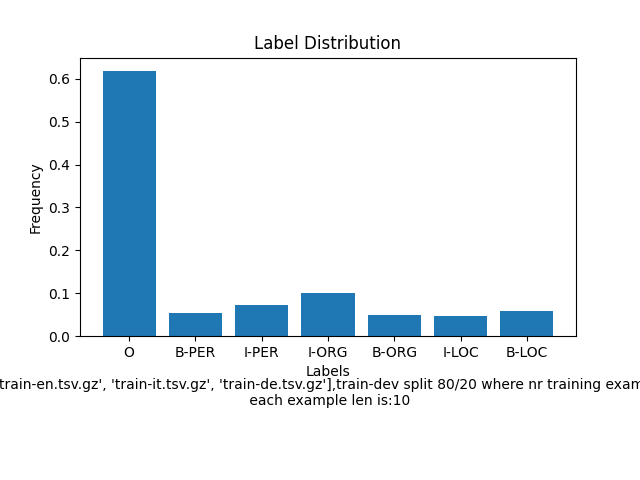 Label Distribution
0.6
0.5
0.4
0.3
0.2
0.1
0.0
Frequency
O B-PER I-PER I-ORG B-ORG I-LOC B-LOC
Labels
train-en.tsv.gz', 'train-it.tsv.gz', 'train-de.tsv.gz'],train-dev split 80/20 where nr training exam
each example len is:10